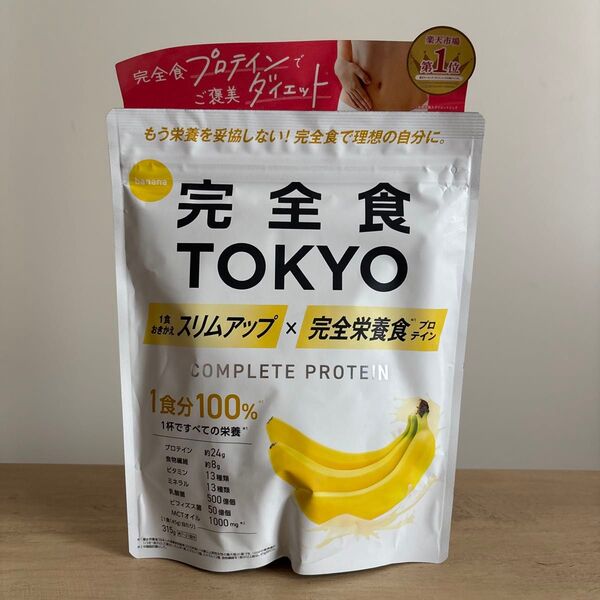 完全食プロテインで
ご褒美ダイエット
楽天市場
第1位
もう栄養を妥協しない!完全食で理想の自分に。
banana
完全食
TOKYO
1食
おきかえ
スリムアップ
×
完全栄養食※1
プロテイン
COMPLETE PROTEIN
1食分100%
1杯ですべての栄養
プロテイン 約24g
食物繊維 約8g
ビタミン 13種類
ミネラル 13種類
乳酸菌 500億個
ビフィズス菌 50億個
MCTオイル 1000mg
315g